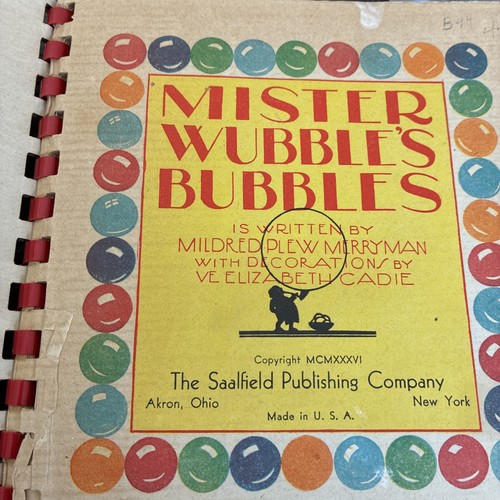 B44
MISTER
WUBBLE'S
BUBBLES
IS WRITTEN BY
MILDRED PLEW MERRYMAN
WITH DECORATIONS BY
VE ELIZABETH CADIE
Copyright MCMXXXVI
The Saalfield Publishing Company
Akron, Ohio New York
Made in U. S. A.